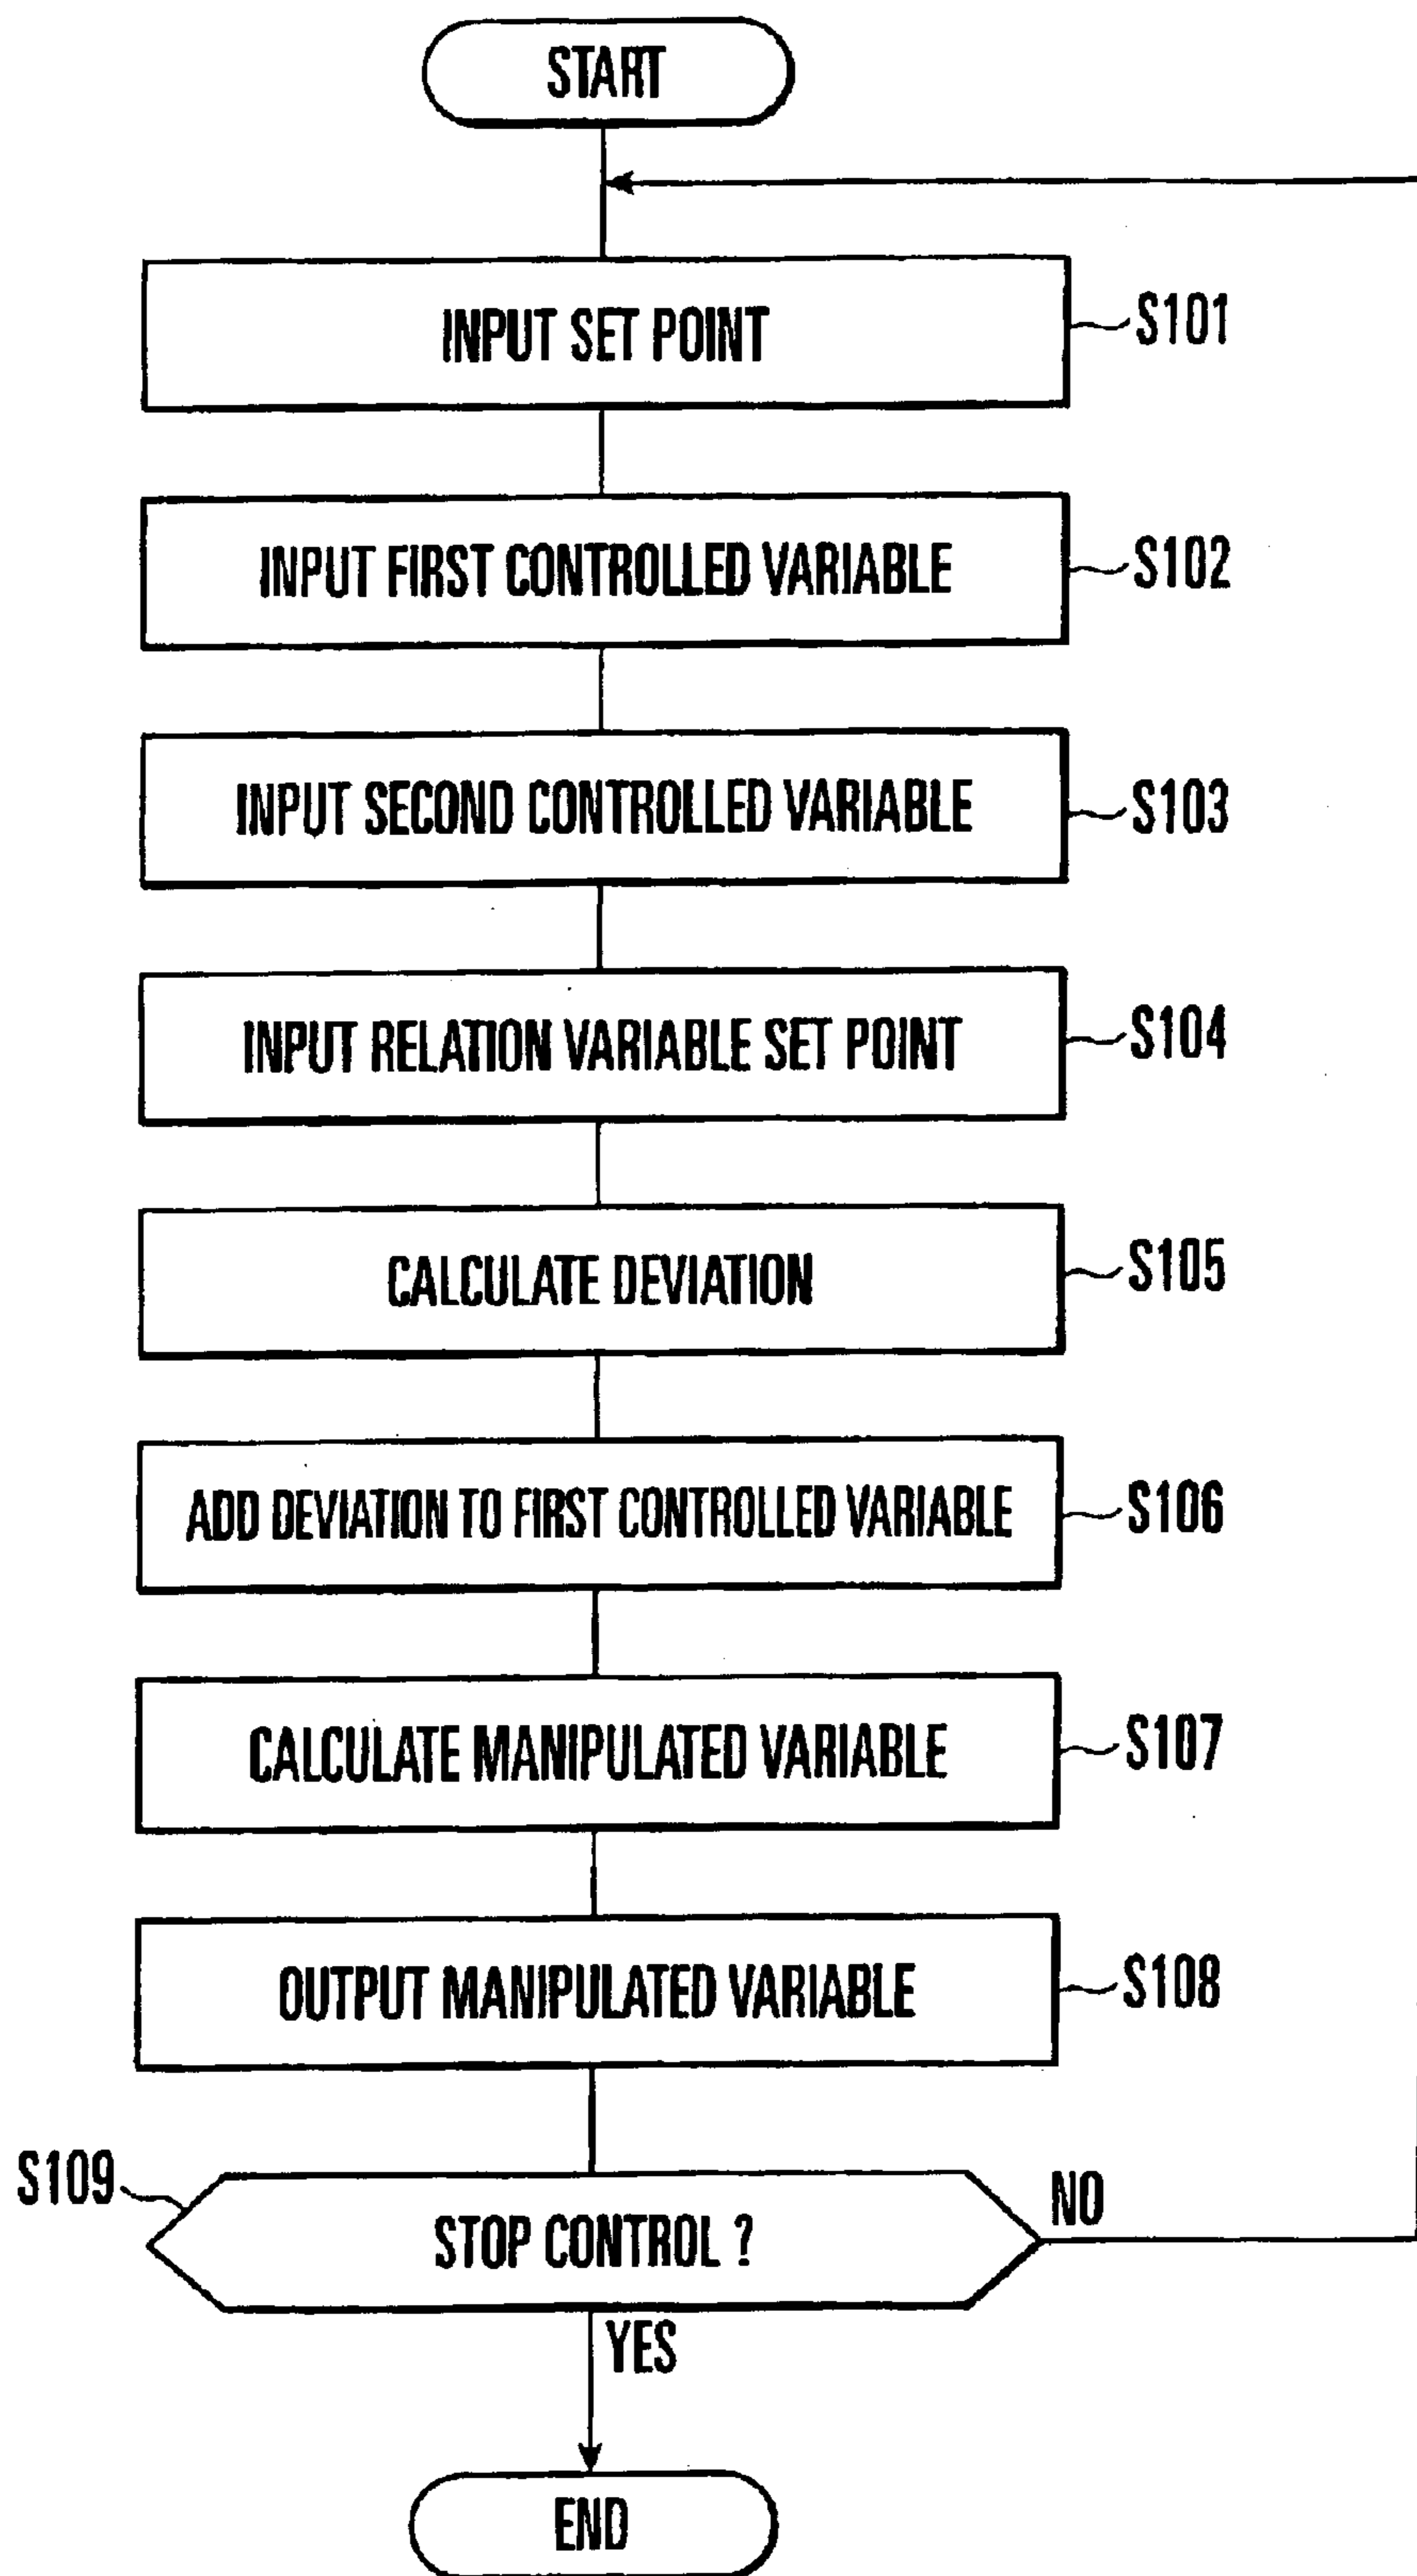 START
INPUT SET POINT
S101
INPUT FIRST CONTROLLED VARIABLE
S102
INPUT SECOND CONTROLLED VARIABLE
S103
INPUT RELATION VARIABLE SET POINT
S104
CALCULATE DEVIATION
S105
ADD DEVIATION TO FIRST CONTROLLED VARIABLE
S106
CALCULATE MANIPULATED VARIABLE
S107
OUTPUT MANIPULATED VARIABLE
S108
S109
STOP CONTROL ?
NO
YES
END